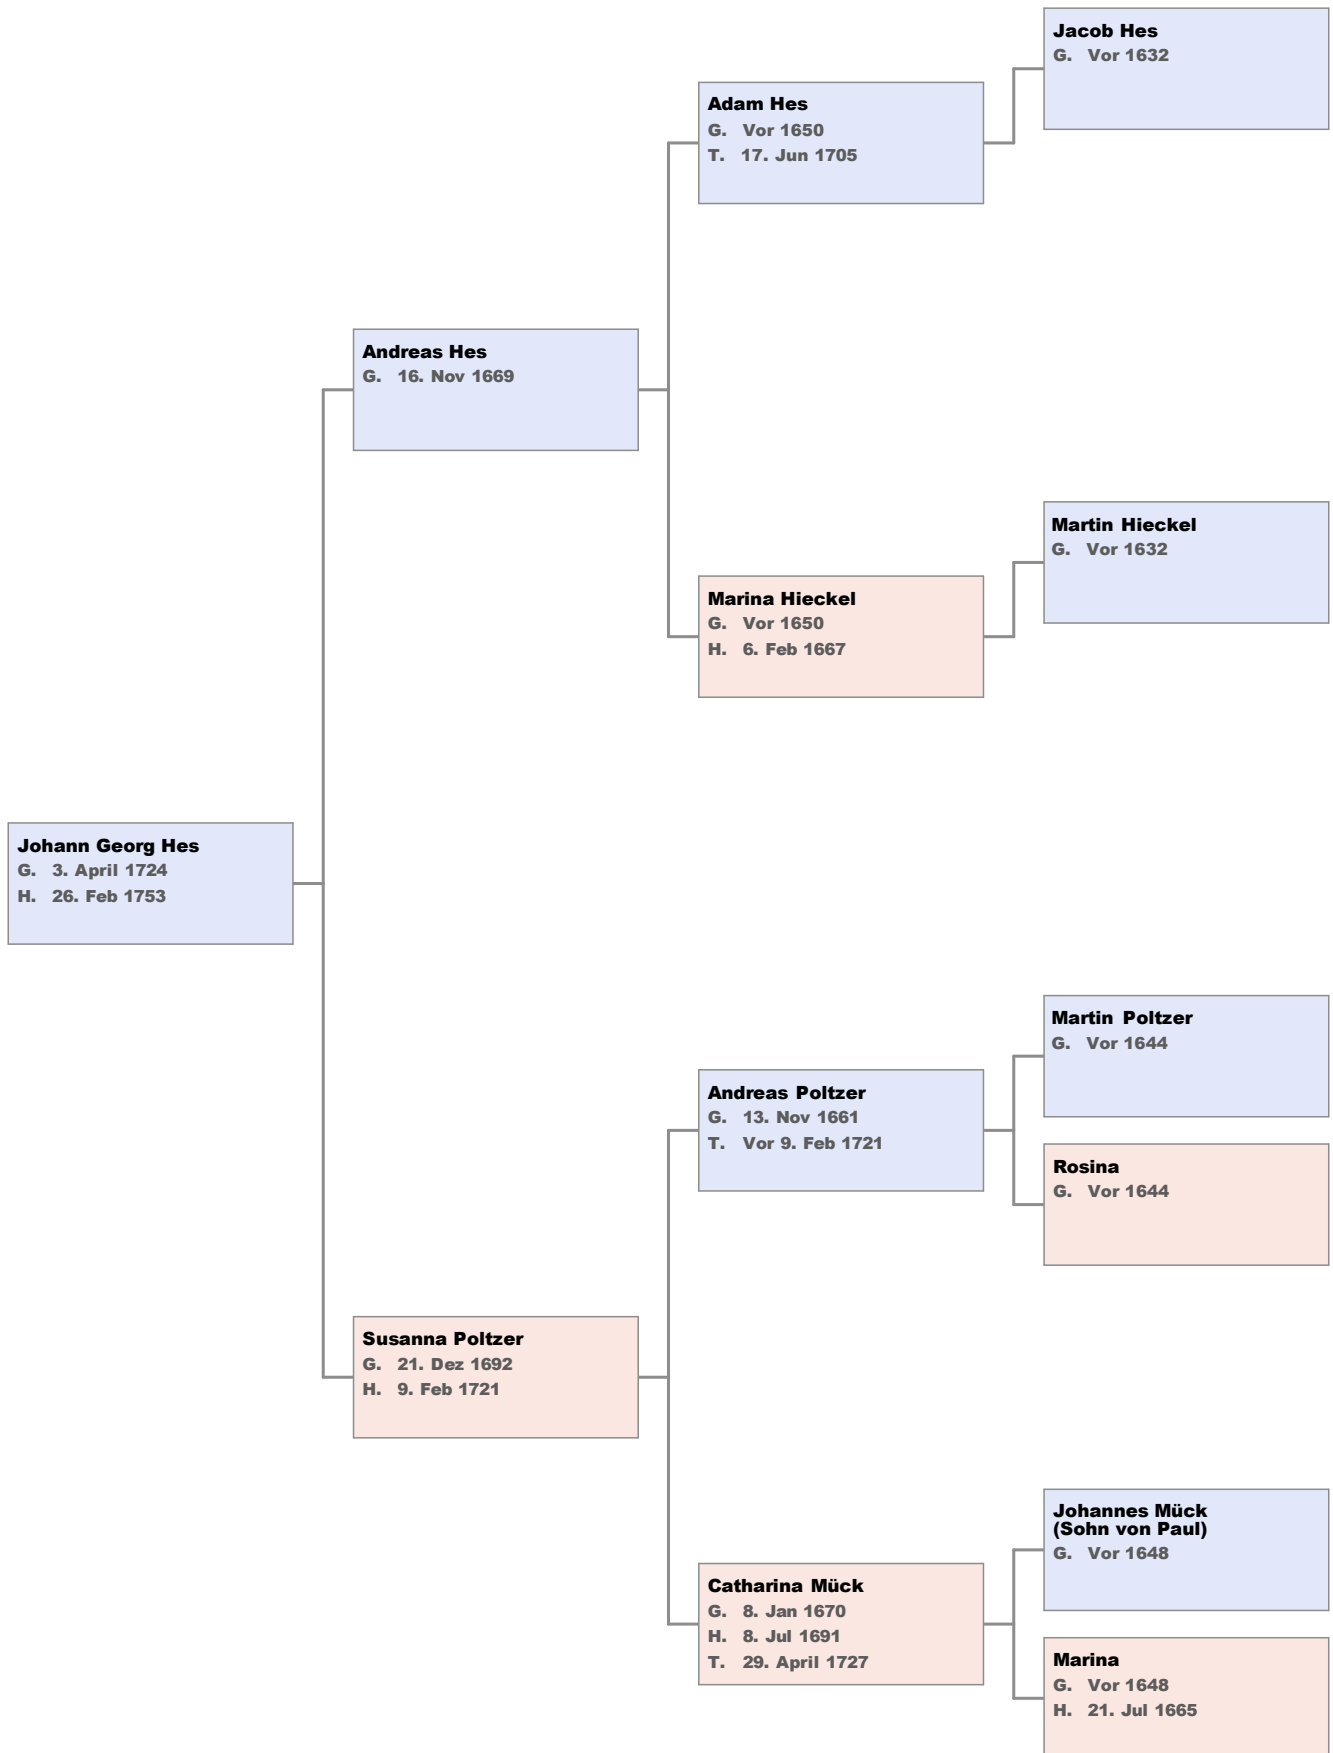 Jacob Hes
G. Vor 1632
Adam Hes
G. Vor 1650
T. 17. Jun 1705
Andreas Hes
G. 16. Nov 1669
Martin Hieckel
G. Vor 1632
Marina Hieckel
G. Vor 1650
H. 6. Feb 1667
Johann Georg Hes
G. 3. April 1724
H. 26. Feb 1753
Martin Poltzer
G. Vor 1644
Andreas Poltzer
G. 13. Nov 1661
T. Vor 9. Feb 1721
Rosina
G. Vor 1644
Susanna Poltzer
G. 21. Dez 1692
H. 9. Feb 1721
Johannes Mück
(Sohn von Paul)
G. Vor 1648
Catharina Mück
G. 8. Jan 1670
H. 8. Jul 1691
T. 29. April 1727
Marina
G. Vor 1648
H. 21. Jul 1665